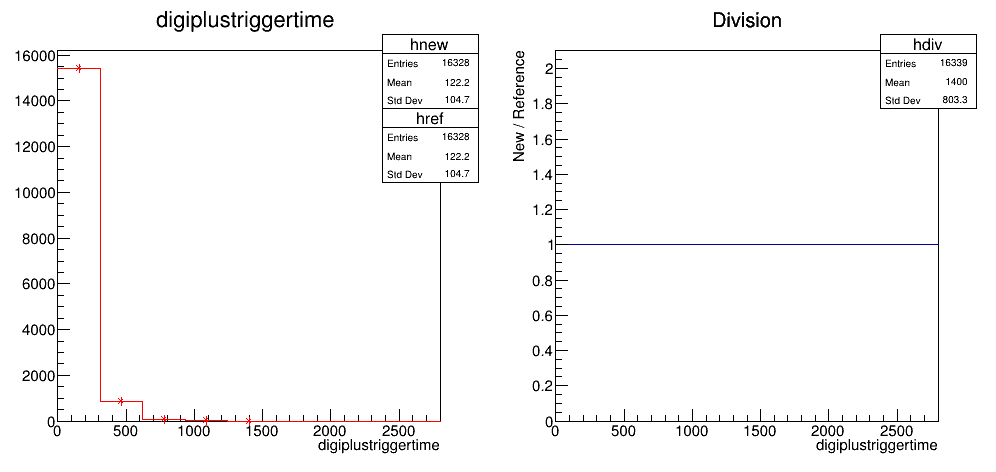 digiplustriggertime
hnew
Entries 16328
Mean 122.2
Std Dev 104.7
href
Entries 16328
Mean 122.2
Std Dev 104.7
16000
14000
12000
10000
8000
6000
4000
2000
0
0 500 1000 1500 2000 2500
digiplustriggertime
Division
hdiv
Entries 16339
Mean 1400
Std Dev 803.3
New / Reference
2
1.8
1.6
1.4
1.2
1
0.8
0.6
0.4
0.2
0
0 500 1000 1500 2000 2500
digiplustriggertime